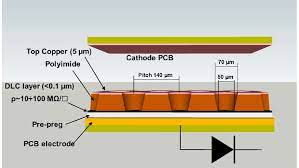 Top Copper (5 µm)
Polyimide
Cathode PCB
DLC layer (<0.1 µm)
ρ~10÷100 MΩ/□
Pre-preg
PCB electrode
Pitch 140 µm
70 µm
50 µm